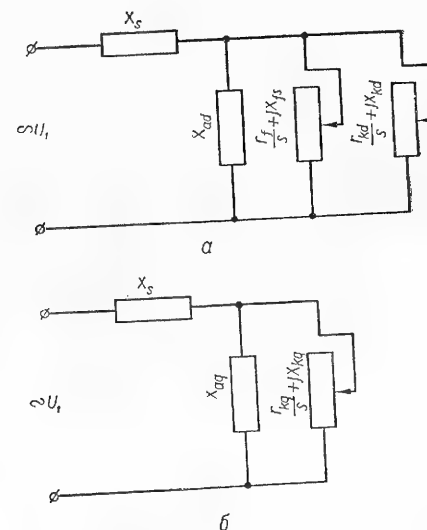 X_s
∾U_1
X_ad
r_f/s + jX_fs
r_kd/s + jX_kd
а
X_s
∾U_1
X_aq
r_kq/s + jX_kq
б